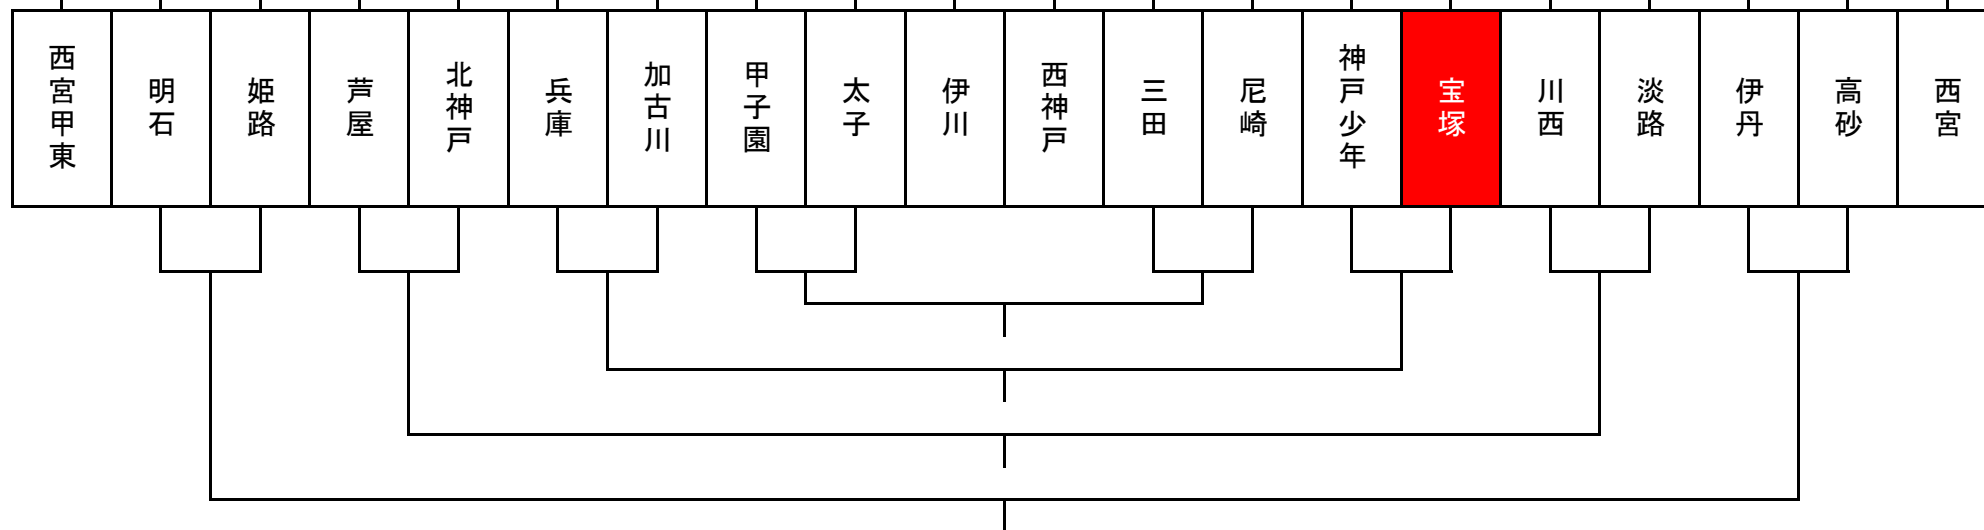 西宮甲東
明石
姫路
芦屋
北神戸
兵庫
加古川
甲子園
太子
伊川
西神戸
三田
尼崎
神戸少年
宝塚
川西
淡路
伊丹
高砂
西宮